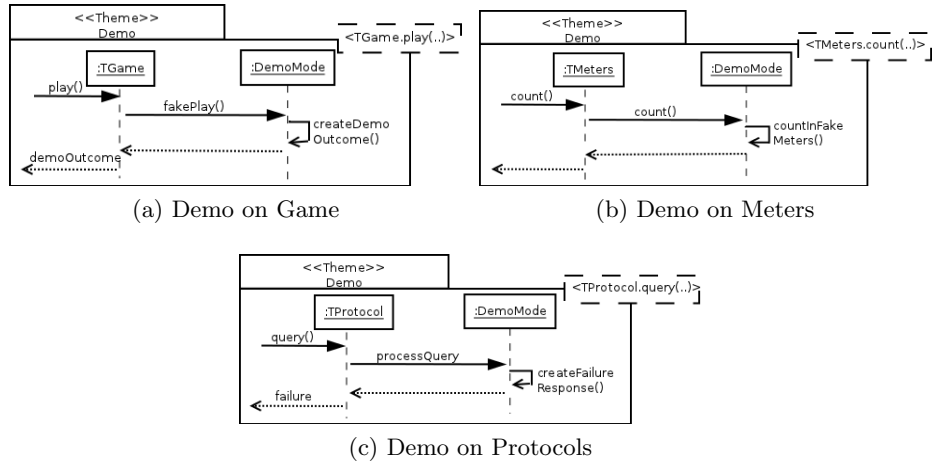 <<Theme>>
Demo
<TGame.play(..)>
:TGame
:DemoMode
play()
fakePlay()
createDemo
Outcome()
demoOutcome
(a) Demo on Game
<<Theme>>
Demo
<TMeters.count(..)>
:TMeters
:DemoMode
count()
count()
countInFake
Meters()
(b) Demo on Meters
<<Theme>>
Demo
<TProtocol.query(..)>
:TProtocol
:DemoMode
query()
processQuery
createFailure
Response()
failure
(c) Demo on Protocols